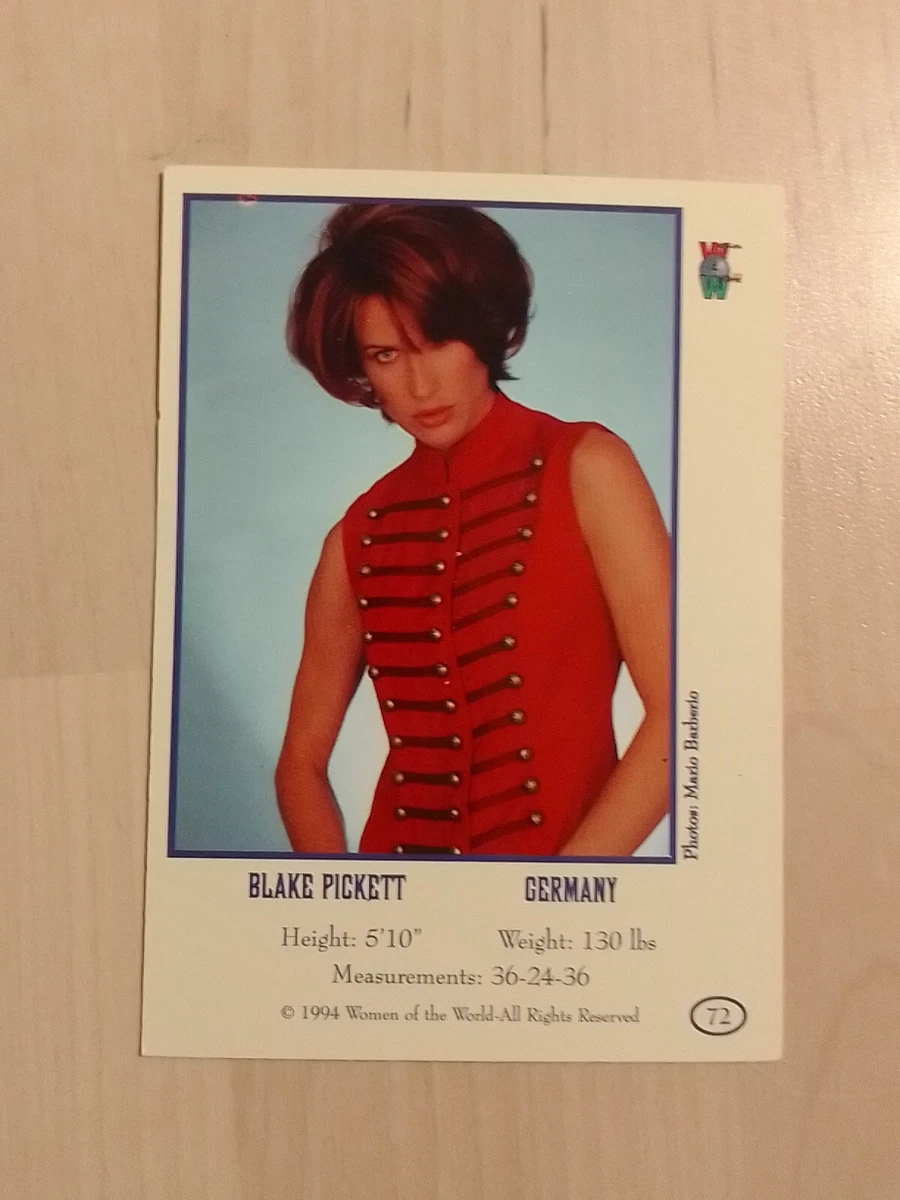 Photos: Mario Barberio
BLAKE PICKETT GERMANY
Height: 5'10" Weight: 130 lbs
Measurements: 36-24-36
© 1994 Women of the World-All Rights Reserved
72